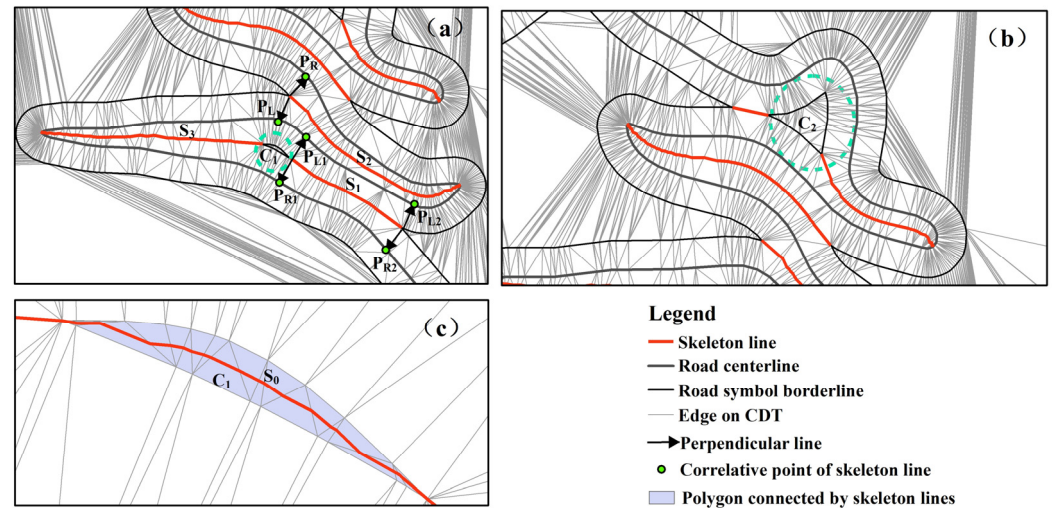 (a)
P_R
P_L
S_3
C_1
P_L1
S_2
S_1
P_R1
P_L2
P_R2
(b)
C_2
(c)
C_1
S_0
Legend
Skeleton line
Road centerline
Road symbol borderline
Edge on CDT
Perpendicular line
Correlative point of skeleton line
Polygon connected by skeleton lines